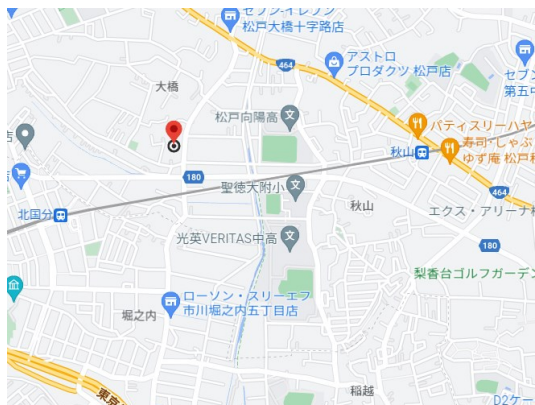 セブン-イレブン
松戸大橋十字路店
464
アストロ
プロダクツ 松戸店
セブン
第五中
大橋
180
松戸向陽高
文
464
パティスリーハヤ
寿司・しゃぶ
ゆず庵 松戸秋
秋山
聖徳大附小
文
北国分
秋山
エクス・アリーナ松
180
光英VERITAS中高
文
梨香台ゴルフガーデン
ローソン・スリーエフ
市川堀之内五丁目店
堀之内
稲越
東京
D2ケー